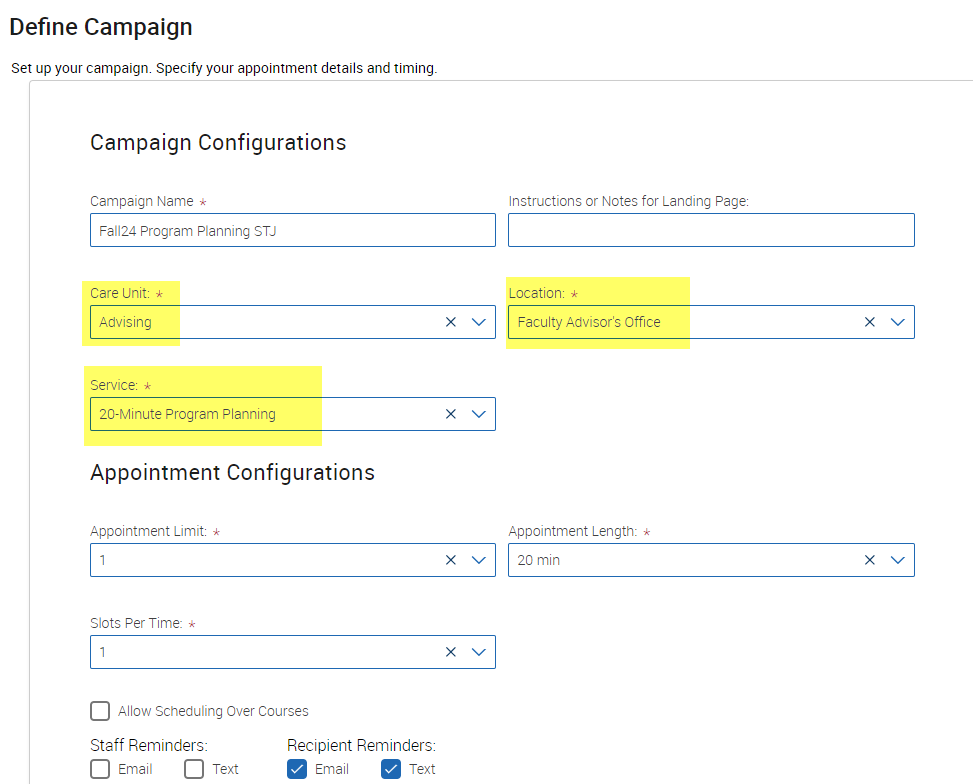 Define Campaign
Set up your campaign. Specify your appointment details and timing.
Campaign Configurations
Campaign Name *
Instructions or Notes for Landing Page:
Fall24 Program Planning STJ
Care Unit: *
Location: *
Advising
Faculty Advisor's Office
Service: *
20-Minute Program Planning
Appointment Configurations
Appointment Limit: *
Appointment Length: *
1
20 min
Slots Per Time: *
1
Allow Scheduling Over Courses
Staff Reminders:
Recipient Reminders:
Email
Text
Email
Text